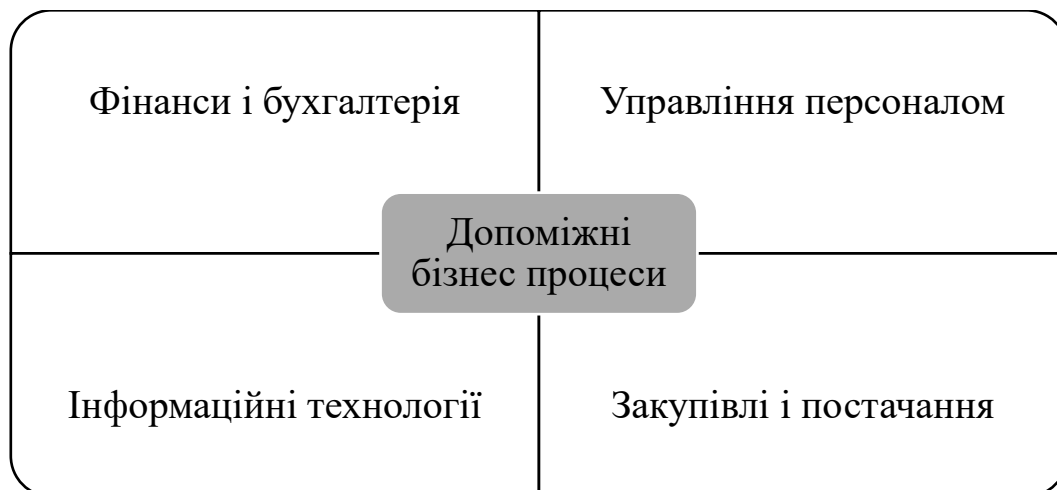 Фінанси і бухгалтерія
Управління персоналом
Допоміжні
бізнес процеси
Інформаційні технології
Закупівлі і постачання